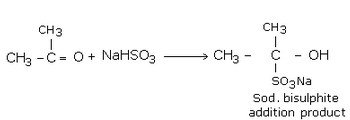 CH3
CH3
CH3 - C = O + NaHSO3 → CH3 - C - OH
SO3Na
Sod. bisulphite
addition product